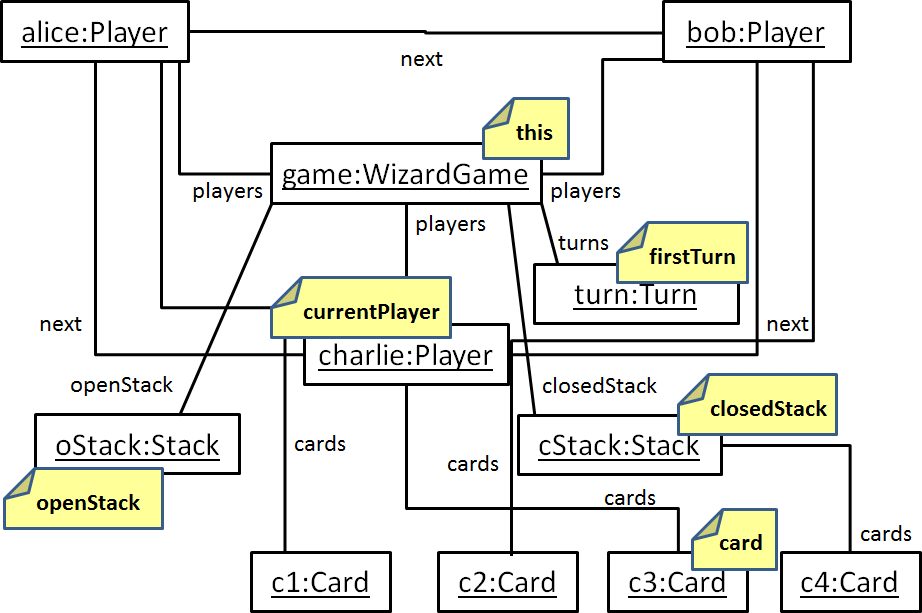 alice:Player
bob:Player
next
this
game:WizardGame
players
players
players
turns
firstTurn
turn:Turn
currentPlayer
next
next
charlie:Player
openStack
closedStack
closedStack
oStack:Stack
cards
cStack:Stack
cards
openStack
cards
card
cards
c1:Card
c2:Card
c3:Card
c4:Card